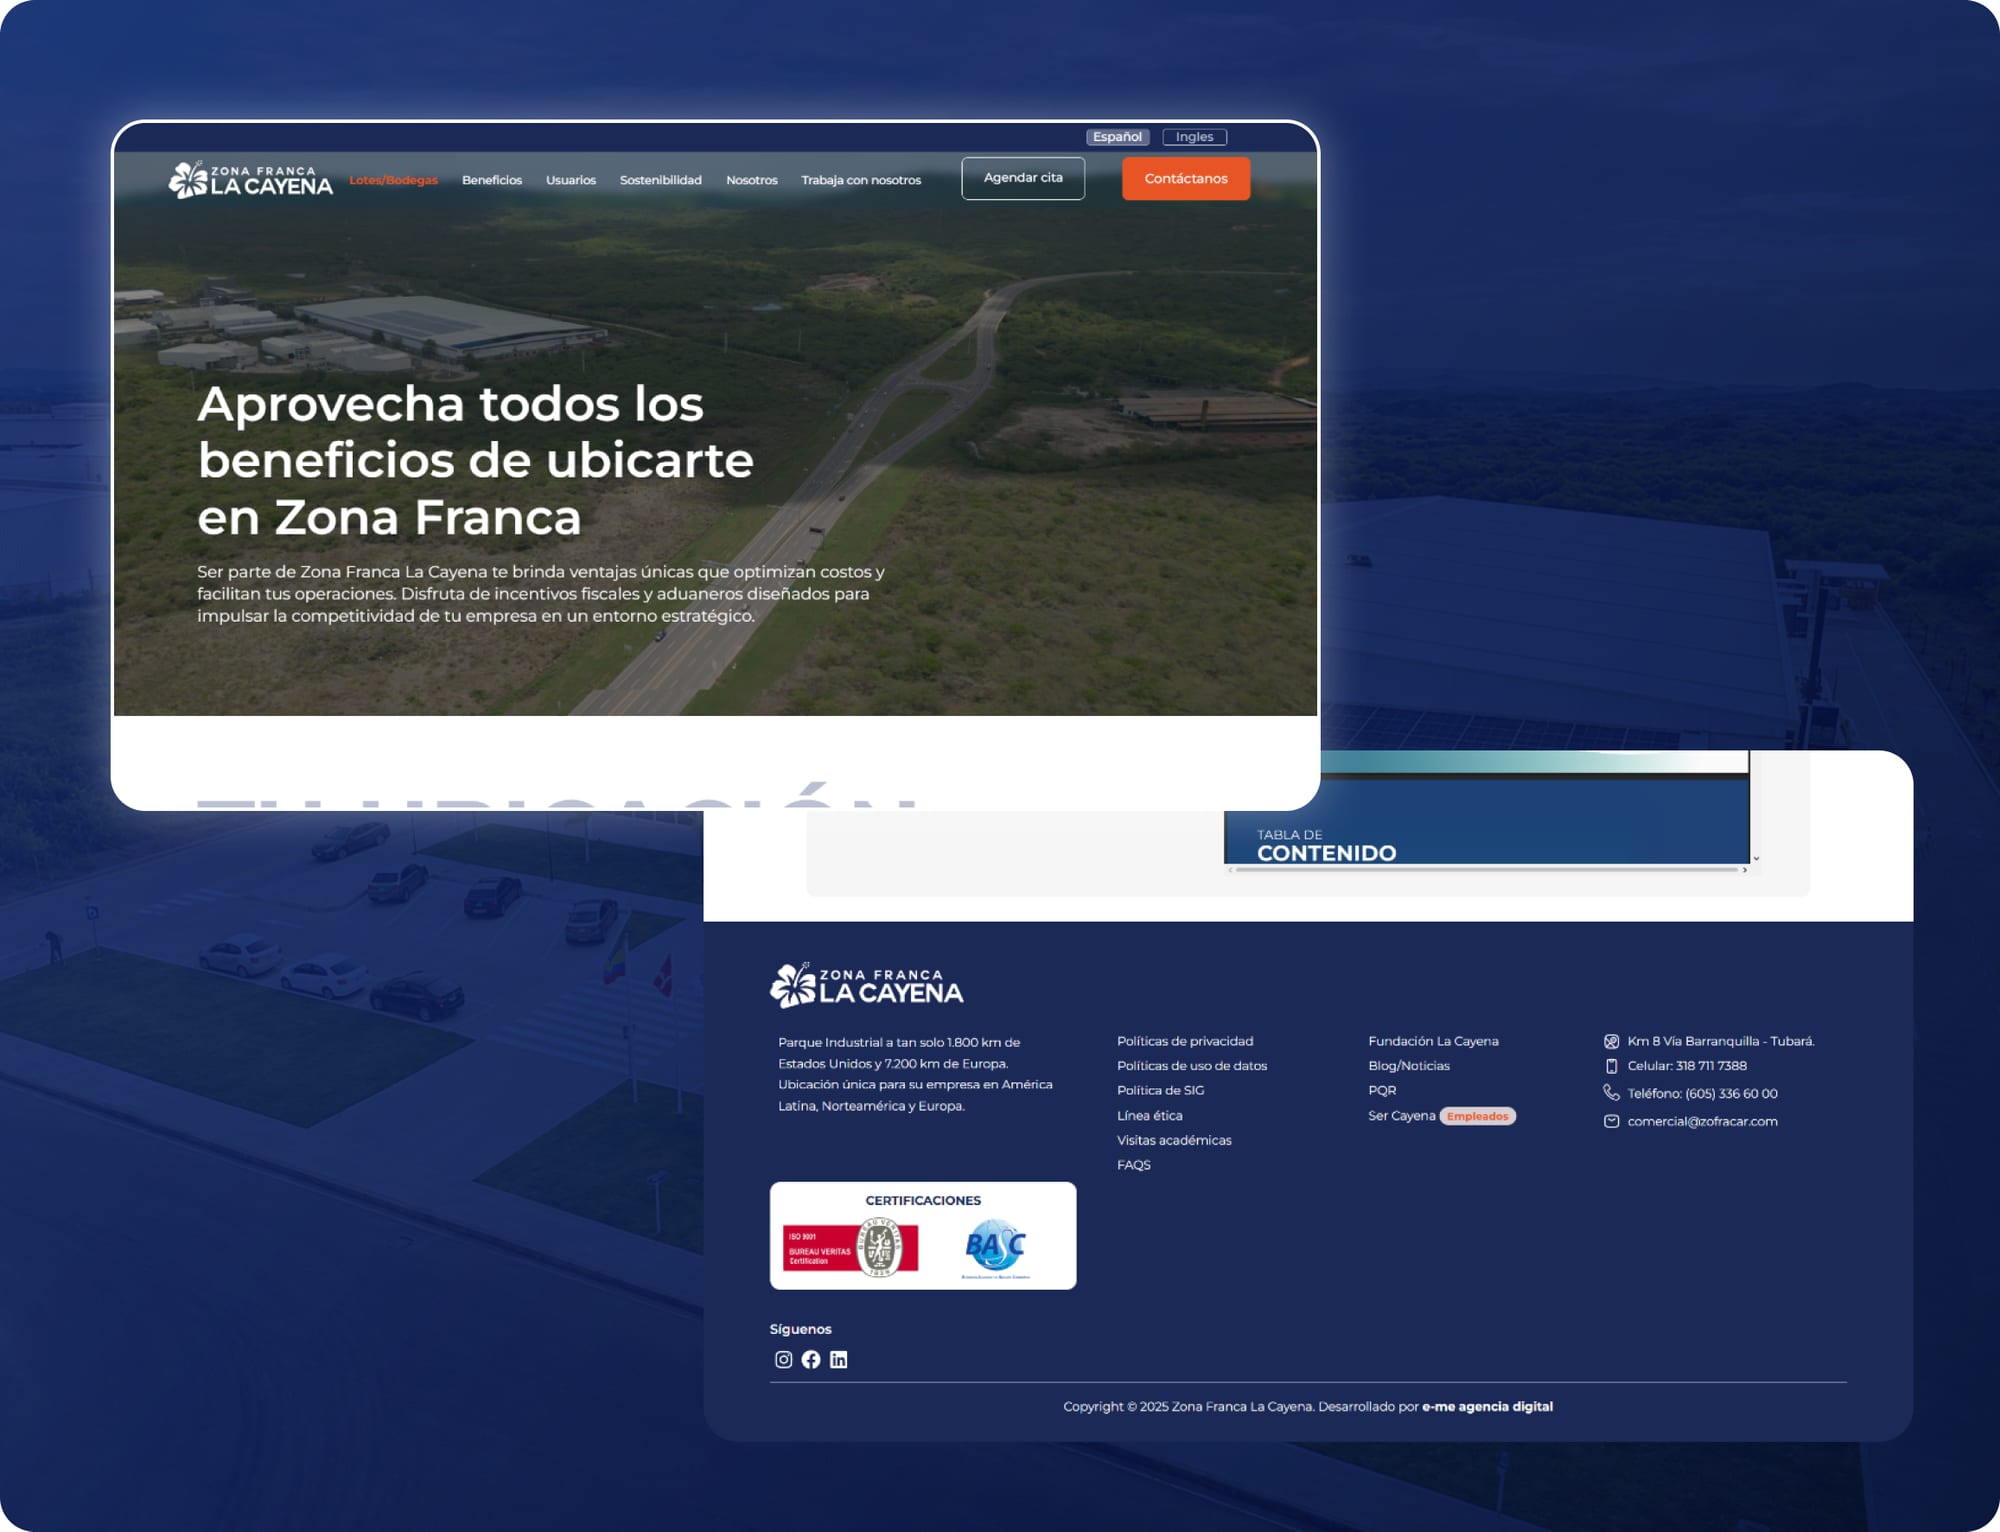 Español
Ingles
ZONA FRANCA
LA CAYENA
Lotes/Bodegas
Beneficios
Usuarios
Sostenibilidad
Nosotros
Trabaja con nosotros
Agendar cita
Contáctanos
Aprovecha todos los
beneficios de ubicarte
en Zona Franca
Ser parte de Zona Franca La Cayena te brinda ventajas únicas que optimizan costos y
facilitan tus operaciones. Disfruta de incentivos fiscales y aduaneros diseñados para
impulsar la competitividad de tu empresa en un entorno estratégico.
TU UBICACIÓN
TABLA DE
CONTENIDO
ZONA FRANCA
LA CAYENA
Parque Industrial a tan solo 1.800 km de
Estados Unidos y 7.200 km de Europa.
Ubicación única para su empresa en América
Latina, Norteamérica y Europa.
Políticas de privacidad
Políticas de uso de datos
Política de SIG
Línea ética
Visitas académicas
FAQS
Fundación La Cayena
Blog/Noticias
PQR
Ser Cayena Empleados
Km 8 Vía Barranquilla - Tubará.
Celular: 318 711 7388
Teléfono: (605) 336 60 00
comercial@zofracar.com
CERTIFICACIONES
ISO 9001
BUREAU VERITAS
Certification
BUREAU VERITAS
1828
BASC
Síguenos
Copyright © 2025 Zona Franca La Cayena. Desarrollado por e-me agencia digital